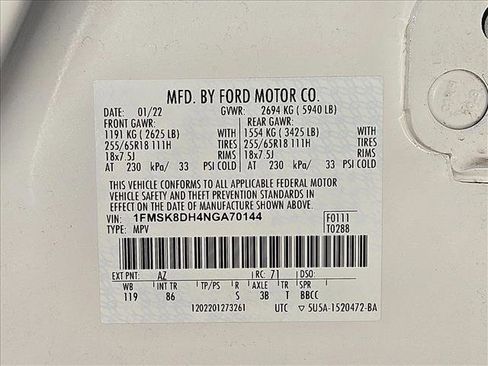 MFD. BY FORD MOTOR CO.
DATE: 01/22 GVWR: 2694 KG ( 5940 LB)
FRONT GAWR: REAR GAWR:
1191 KG ( 2625 LB) WITH 1554 KG ( 3425 LB) WITH
255/65R18 111H TIRES 255/65R18 111H TIRES
18x7.5J RIMS 18x7.5J RIMS
AT 230 kPa/ 33 PSI COLD AT 230 kPa/ 33 PSI COLD
THIS VEHICLE CONFORMS TO ALL APPLICABLE FEDERAL MOTOR
VEHICLE SAFETY AND THEFT PREVENTION STANDARDS
IN EFFECT ON THE DATE OF MANUFACTURE SHOWN ABOVE.
VIN: 1FMSK8DH4NGA70144 F0111
TYPE: MPV T0288
EXT PNT: AZ RC: 71 DSO:
WB INT TR TP/PS R AXLE TR SPR
119 86 S 3B T BBCC
1202201273261 UTC ▽5U5A-1520472-BA